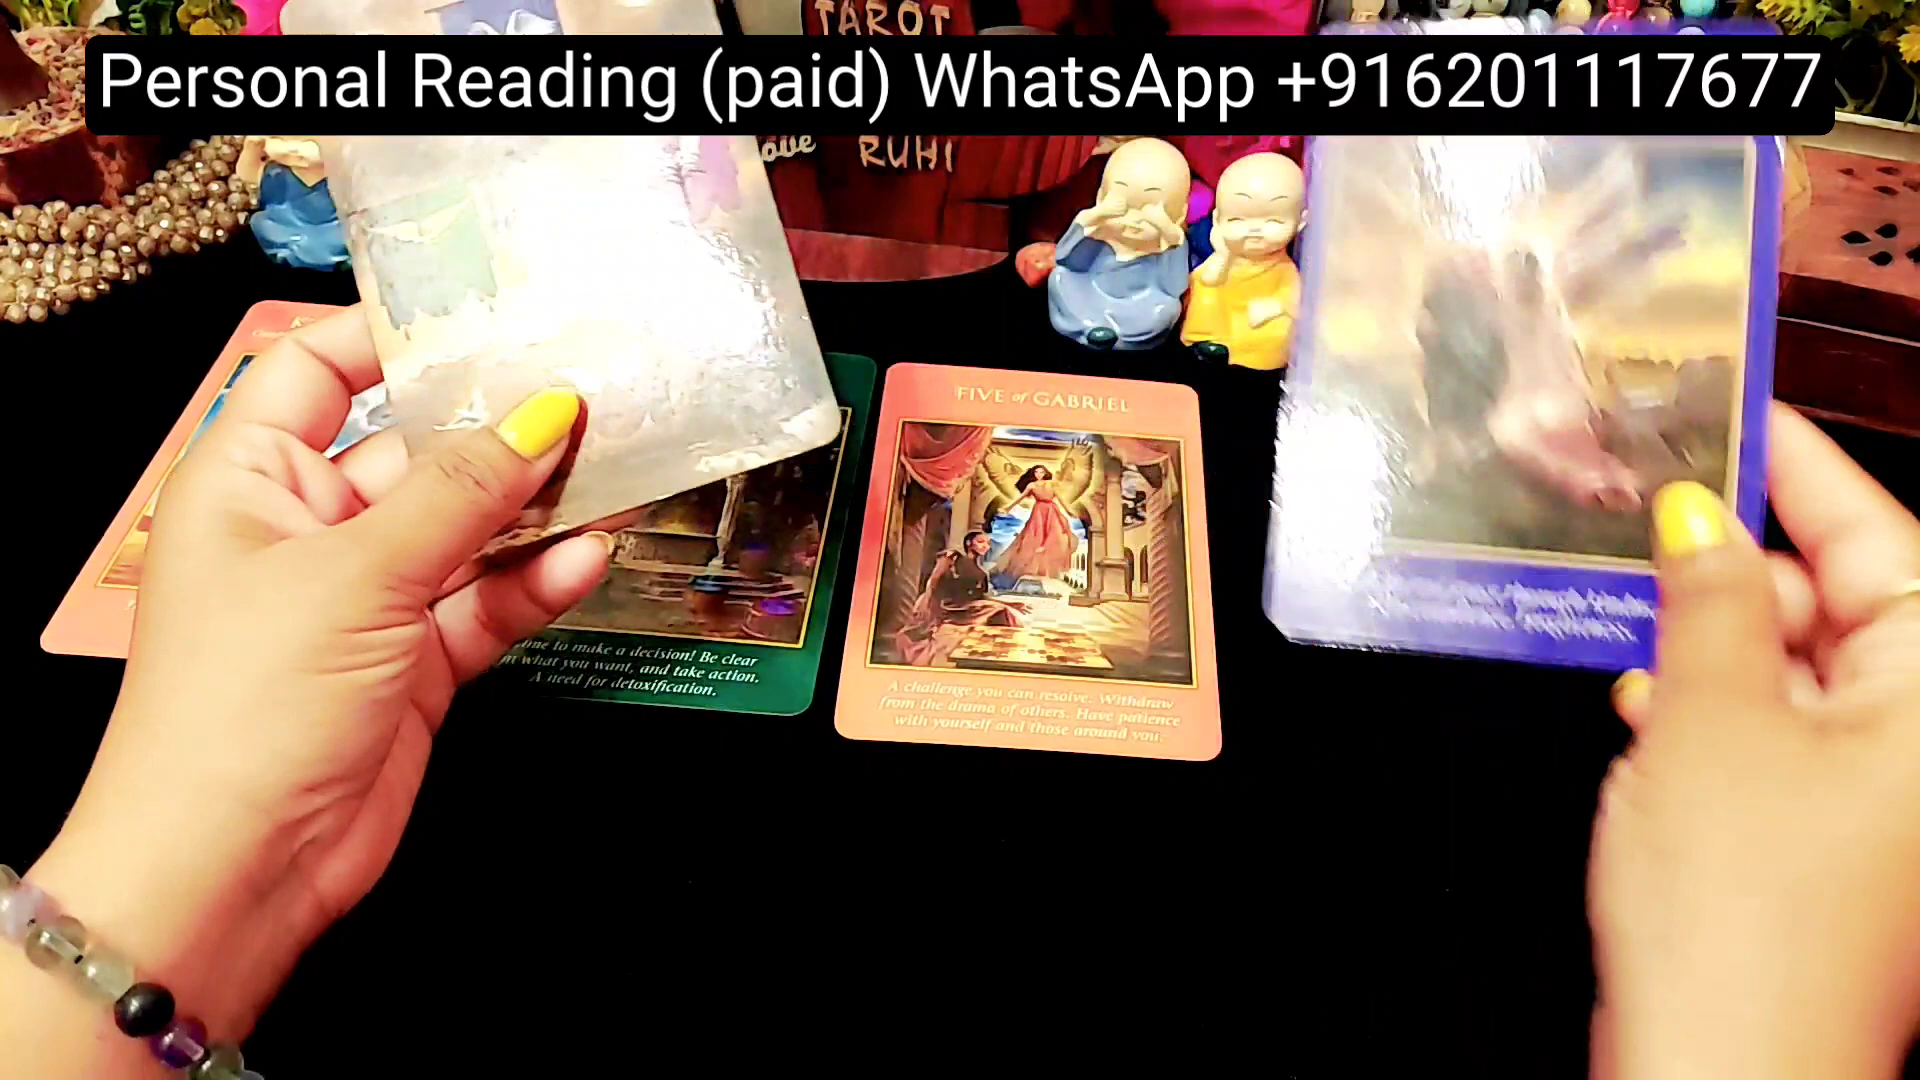 TAROT
Personal Reading (paid) WhatsApp +916201117677
Love RUHI
FIVE of GABRIEL
to make a decision! Be clear
what you want, and take action.
A need for detoxification.
A challenge you can resolve. Withdraw
from the drama of others. Have patience
with yourself and those around you.